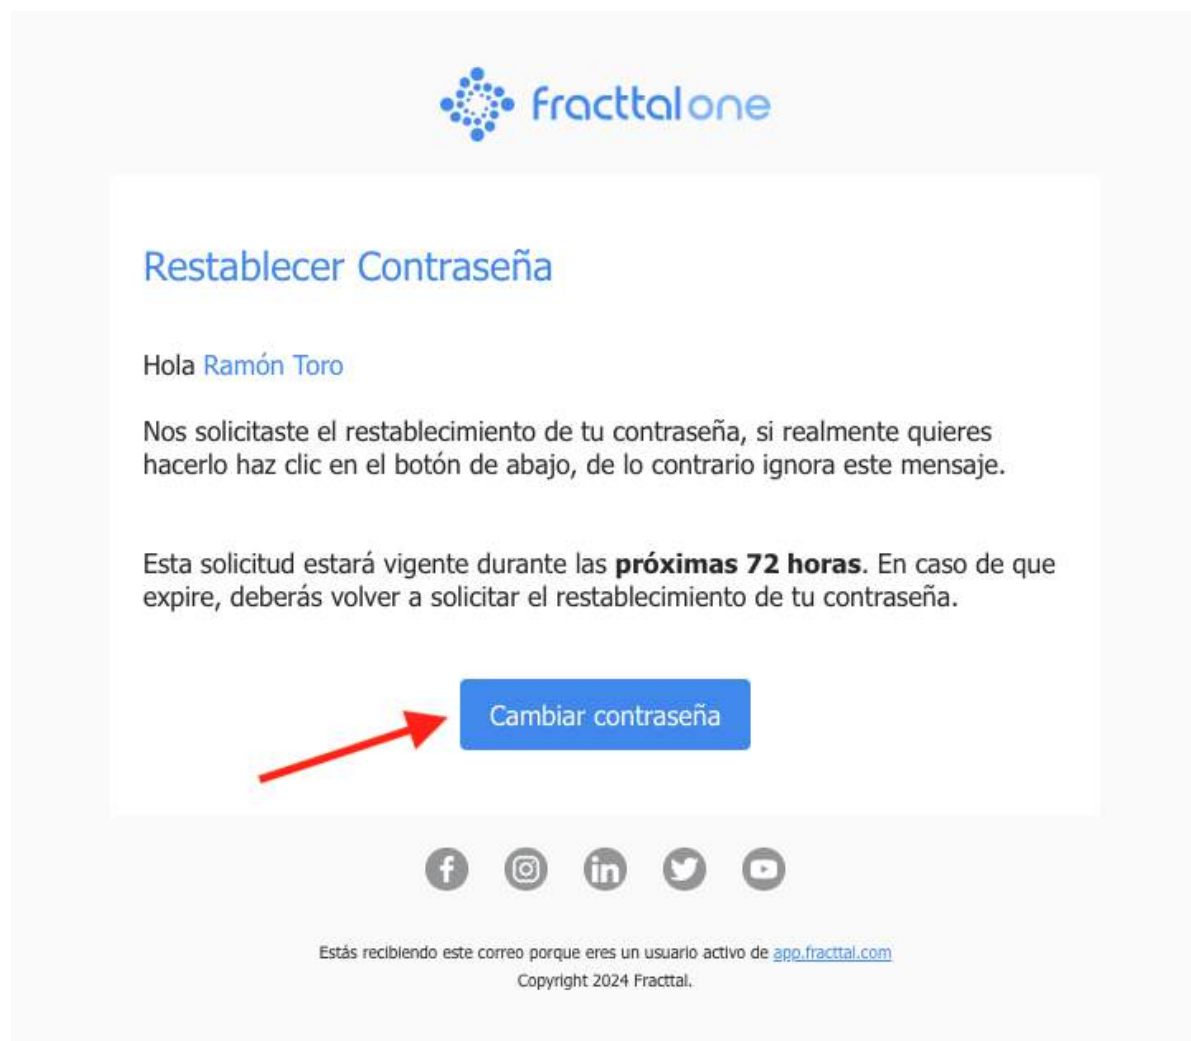 fracttal one
Restablecer Contraseña
Hola Ramón Toro
Nos solicitaste el restablecimiento de tu contraseña, si realmente quieres
hacerlo haz clic en el botón de abajo, de lo contrario ignora este mensaje.
Esta solicitud estará vigente durante las próximas 72 horas. En caso de que
expire, deberás volver a solicitar el restablecimiento de tu contraseña.
Cambiar contraseña
Estás recibiendo este correo porque eres un usuario activo de app.fracttal.com
Copyright 2024 Fracttal.